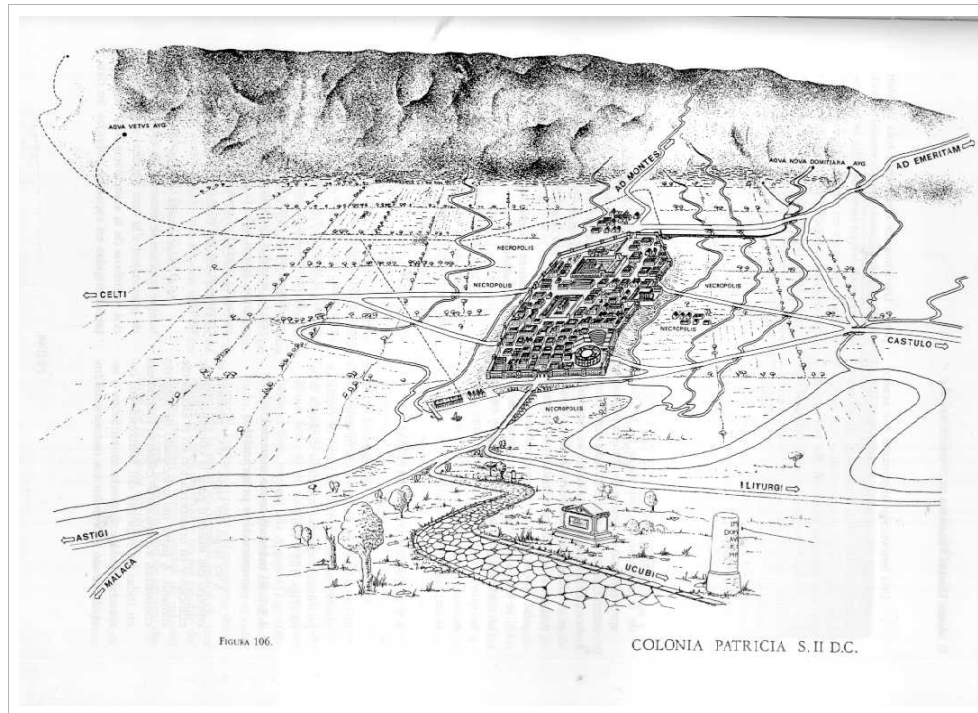 AQVA VETVS AVG
AD MONTES
AQVA NOVA DOMITIANA AVG
AD EMERITAM
NECROPOLIS
CELTI
NECROPOLIS
NECROPOLIS
NECROPOLIS
CASTULO
NECROPOLIS
ILITURGI
ASTIGI
MALACA
UCUBI
DOM
FIGURA 106.
COLONIA PATRICIA S. II D.C.